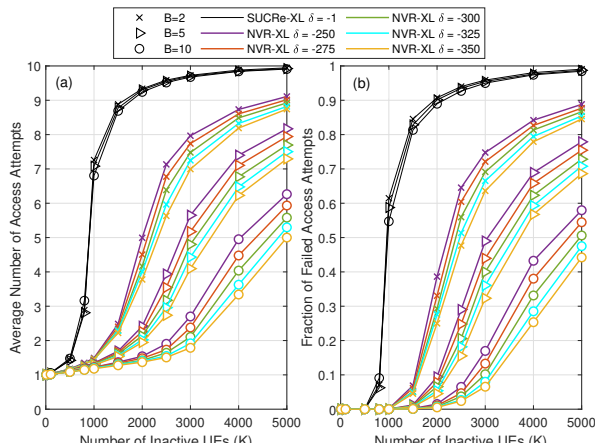 B=2
B=5
B=10
SUCRe-XL δ = -1
NVR-XL δ = -250
NVR-XL δ = -275
NVR-XL δ = -300
NVR-XL δ = -325
NVR-XL δ = -350
(a)
Average Number of Access Attempts
10
9
8
7
6
5
4
3
2
1
0
0 1000 2000 3000 4000 5000
Number of Inactive UEs (K)
(b)
Fraction of Failed Access Attempts
1
0.9
0.8
0.7
0.6
0.5
0.4
0.3
0.2
0.1
0
0 1000 2000 3000 4000 5000
Number of Inactive UEs (K)